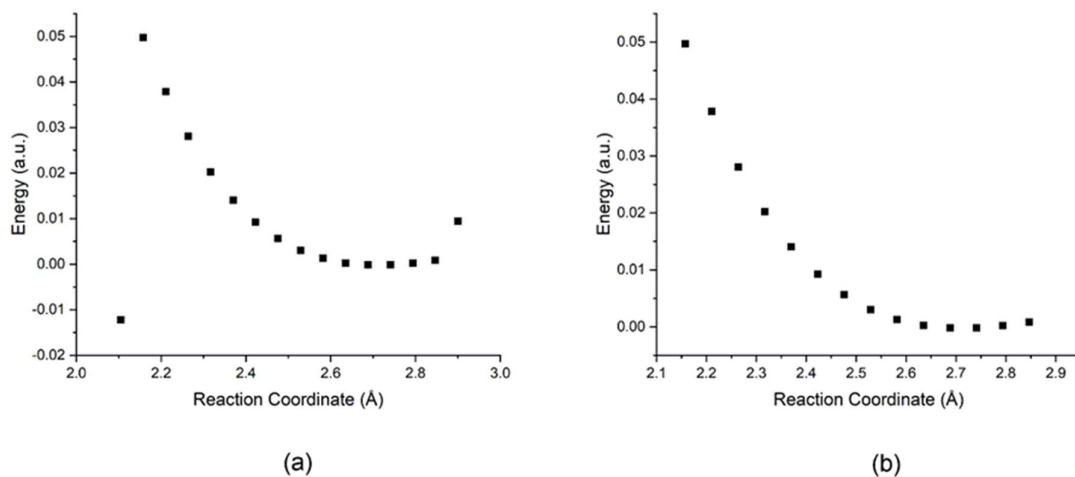 0.05
0.04
0.03
0.02
0.01
0.00
-0.01
-0.02
Energy (a.u.)
2.0 2.2 2.4 2.6 2.8 3.0
Reaction Coordinate (Å)
(a)
0.05
0.04
0.03
0.02
0.01
0.00
Energy (a.u.)
2.1 2.2 2.3 2.4 2.5 2.6 2.7 2.8 2.9
Reaction Coordinate (Å)
(b)